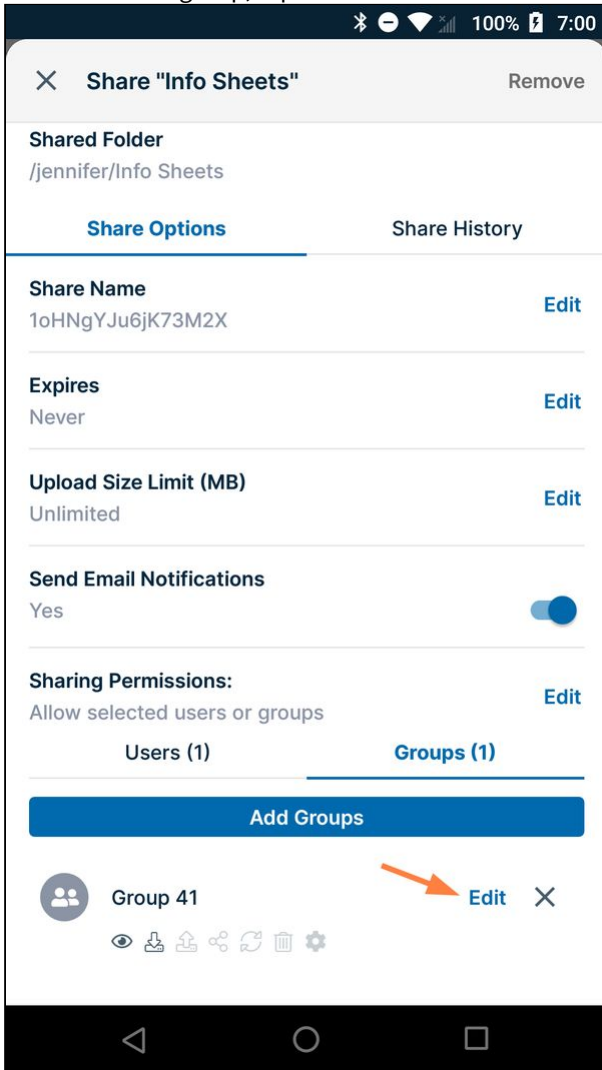 100% 7:00
Share "Info Sheets" Remove
Shared Folder
/jennifer/Info Sheets
Share Options Share History
Share Name
1oHNgYJu6jK73M2X Edit
Expires
Never Edit
Upload Size Limit (MB)
Unlimited Edit
Send Email Notifications
Yes
Sharing Permissions:
Allow selected users or groups Edit
Users (1) Groups (1)
Add Groups
Group 41 Edit